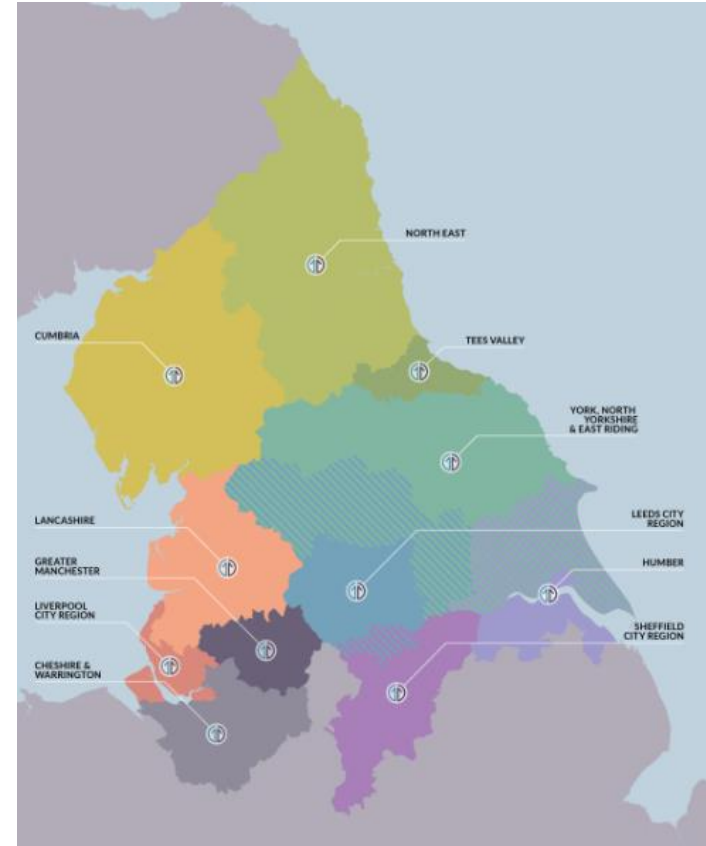 NORTH EAST
CUMBRIA
TEES VALLEY
YORK, NORTH
YORKSHIRE
& EAST RIDING
LANCASHIRE
LEEDS CITY
REGION
GREATER
MANCHESTER
HUMBER
LIVERPOOL
CITY REGION
SHEFFIELD
CITY REGION
CHESHIRE &
WARRINGTON